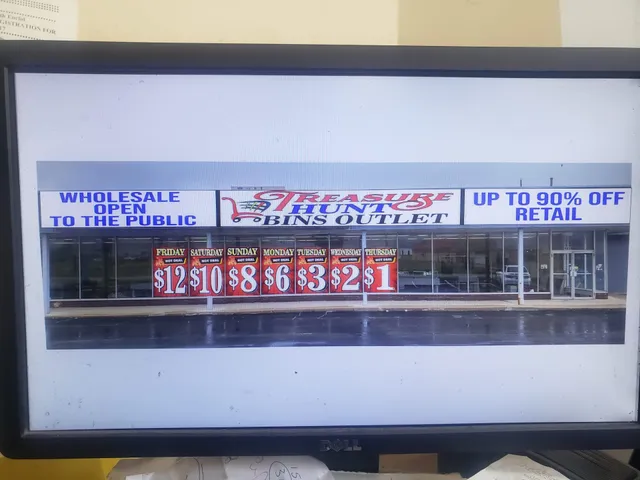 WHOLESALE
OPEN
TO THE PUBLIC
TREASURE
HUNT
BINS OUTLET
UP TO 90% OFF
RETAIL
FRIDAY SATURDAY SUNDAY MONDAY TUESDAY WEDNESDAY THURSDAY
$12 $10 $8 $6 $3 $2 $1
DELL